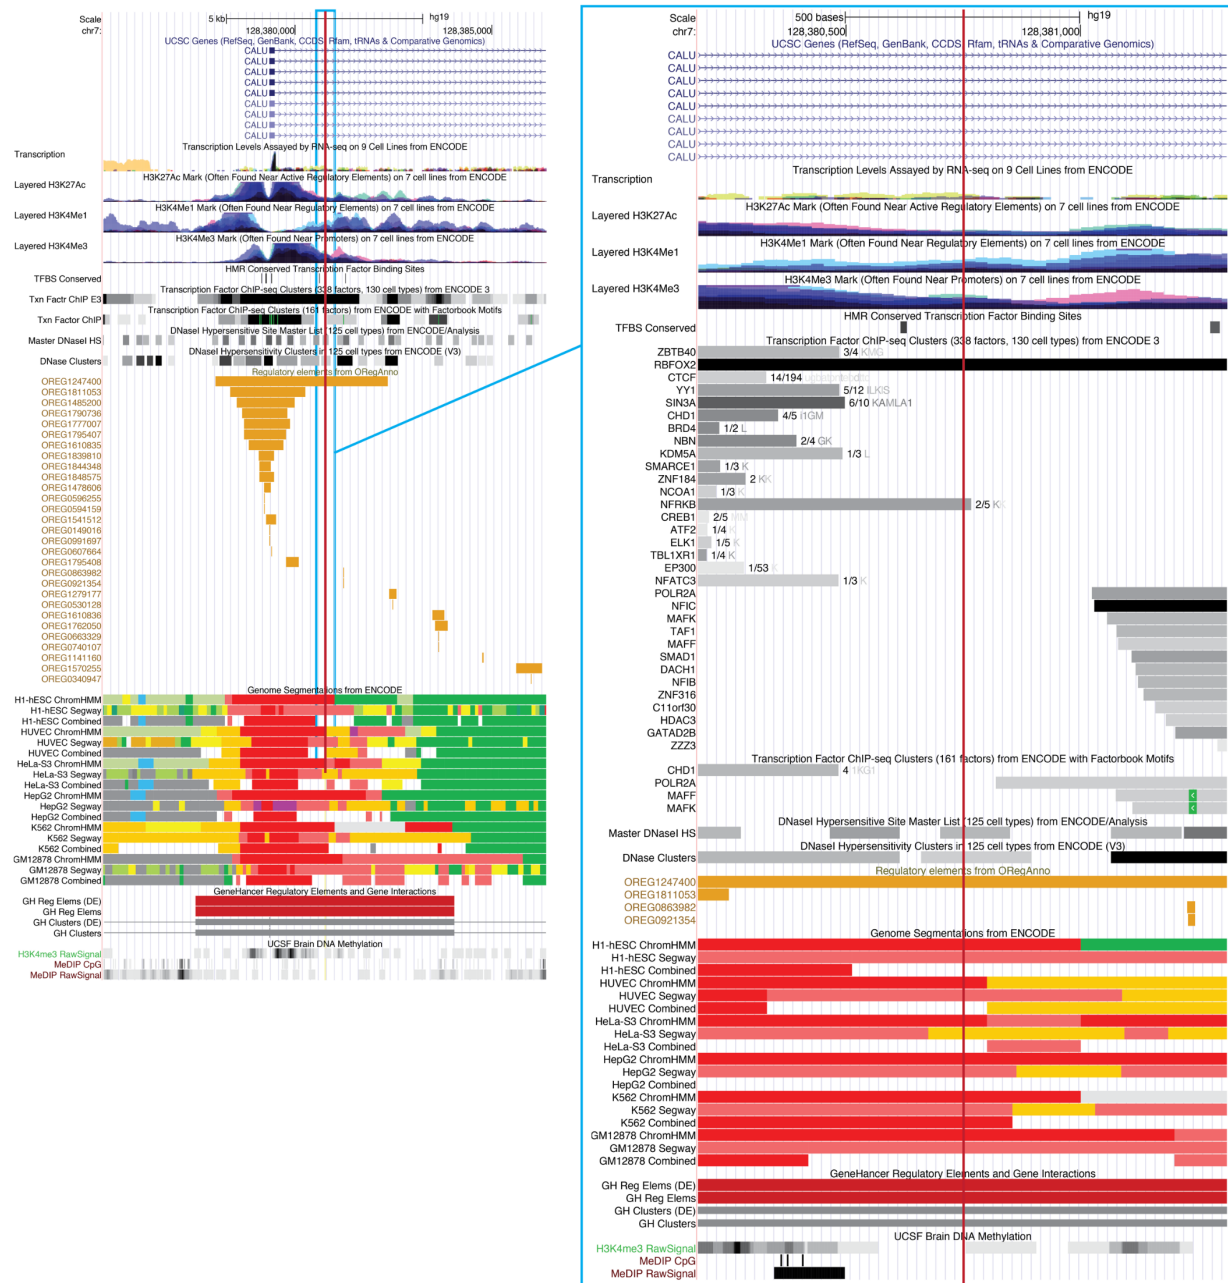 Scale
5 kb
hg19
chr7:
128,380,000
128,385,000
UCSC Genes (RefSeq, GenBank, CCDS, Rfam, tRNAs & Comparative Genomics)
CALU
CALU
CALU
CALU
CALU
CALU
CALU
CALU
CALU
Transcription Levels Assayed by RNA-seq on 9 Cell Lines from ENCODE
Transcription
H3K27Ac Mark (Often Found Near Active Regulatory Elements) on 7 cell lines from ENCODE
Layered H3K27Ac
H3K4Me1 Mark (Often Found Near Regulatory Elements) on 7 cell lines from ENCODE
Layered H3K4Me1
H3K4Me3 Mark (Often Found Near Promoters) on 7 cell lines from ENCODE
Layered H3K4Me3
HMR Conserved Transcription Factor Binding Sites
TFBS Conserved
Transcription Factor ChIP-seq Clusters (338 factors, 130 cell types) from ENCODE 3
Txn Factr ChIP E3
Transcription Factor ChIP-seq Clusters (161 factors) from ENCODE with Factorbook Motifs
Txn Factor ChIP
DNaseI Hypersensitive Site Master List (125 cell types) from ENCODE/Analysis
Master DNaseI HS
DNaseI Hypersensitivity Clusters in 125 cell types from ENCODE (V3)
DNase Clusters
Regulatory elements from ORegAnno
OREG1247400
OREG1811053
OREG1485200
OREG1790736
OREG1777007
OREG1795407
OREG1610835
OREG1839810
OREG1844348
OREG1848575
OREG1478606
OREG0596255
OREG0594159
OREG1541512
OREG0149016
OREG0991697
OREG0607664
OREG1795408
OREG0863982
OREG0921354
OREG1279177
OREG0530128
OREG1610836
OREG1762050
OREG0663329
OREG0740107
OREG1141160
OREG1570255
OREG0340947
Genome Segmentations from ENCODE
H1-hESC ChromHMM
H1-hESC Segway
H1-hESC Combined
HUVEC ChromHMM
HUVEC Segway
HUVEC Combined
HeLa-S3 ChromHMM
HeLa-S3 Segway
HeLa-S3 Combined
HepG2 ChromHMM
HepG2 Segway
HepG2 Combined
K562 ChromHMM
K562 Segway
K562 Combined
GM12878 ChromHMM
GM12878 Segway
GM12878 Combined
GeneHancer Regulatory Elements and Gene Interactions
GH Reg Elems (DE)
GH Reg Elems
GH Clusters (DE)
GH Clusters
UCSF Brain DNA Methylation
H3K4me3 RawSignal
MeDIP CpG
MeDIP RawSignal
Scale
500 bases
hg19
chr7:
128,380,500
128,381,000
UCSC Genes (RefSeq, GenBank, CCDS, Rfam, tRNAs & Comparative Genomics)
CALU
CALU
CALU
CALU
CALU
CALU
CALU
CALU
CALU
Transcription Levels Assayed by RNA-seq on 9 Cell Lines from ENCODE
Transcription
H3K27Ac Mark (Often Found Near Active Regulatory Elements) on 7 cell lines from ENCODE
Layered H3K27Ac
H3K4Me1 Mark (Often Found Near Regulatory Elements) on 7 cell lines from ENCODE
Layered H3K4Me1
H3K4Me3 Mark (Often Found Near Promoters) on 7 cell lines from ENCODE
Layered H3K4Me3
HMR Conserved Transcription Factor Binding Sites
TFBS Conserved
Transcription Factor ChIP-seq Clusters (338 factors, 130 cell types) from ENCODE 3
ZBTB40 3/4 KMG
RBFOX2
CTCF 14/194
YY1 5/12 ILKlS
SIN3A 6/10 KAMLA1
CHD1 4/5 i1GM
BRD4 1/2 L
NBN 2/4 GK
KDM5A 1/3 L
SMARCE1 1/3 K
ZNF184 2 KK
NCOA1 1/3 K
NFRKB 2/5 KK
CREB1 2/5
ATF2 1/4 K
ELK1 1/5 K
TBL1XR1 1/4 K
EP300 1/53 K
NFATC3 1/3 K
POLR2A
NFIC
MAFK
TAF1
MAFF
SMAD1
DACH1
NFIB
ZNF316
C11orf30
HDAC3
GATAD2B
ZZZ3
Transcription Factor ChIP-seq Clusters (161 factors) from ENCODE with Factorbook Motifs
CHD1 4 1KG1
POLR2A
MAFF
MAFK
DNaseI Hypersensitive Site Master List (125 cell types) from ENCODE/Analysis
Master DNaseI HS
DNaseI Hypersensitivity Clusters in 125 cell types from ENCODE (V3)
DNase Clusters
Regulatory elements from ORegAnno
OREG1247400
OREG1811053
OREG0863982
OREG0921354
Genome Segmentations from ENCODE
H1-hESC ChromHMM
H1-hESC Segway
H1-hESC Combined
HUVEC ChromHMM
HUVEC Segway
HUVEC Combined
HeLa-S3 ChromHMM
HeLa-S3 Segway
HeLa-S3 Combined
HepG2 ChromHMM
HepG2 Segway
HepG2 Combined
K562 ChromHMM
K562 Segway
K562 Combined
GM12878 ChromHMM
GM12878 Segway
GM12878 Combined
GeneHancer Regulatory Elements and Gene Interactions
GH Reg Elems (DE)
GH Reg Elems
GH Clusters (DE)
GH Clusters
UCSF Brain DNA Methylation
H3K4me3 RawSignal
MeDIP CpG
MeDIP RawSignal